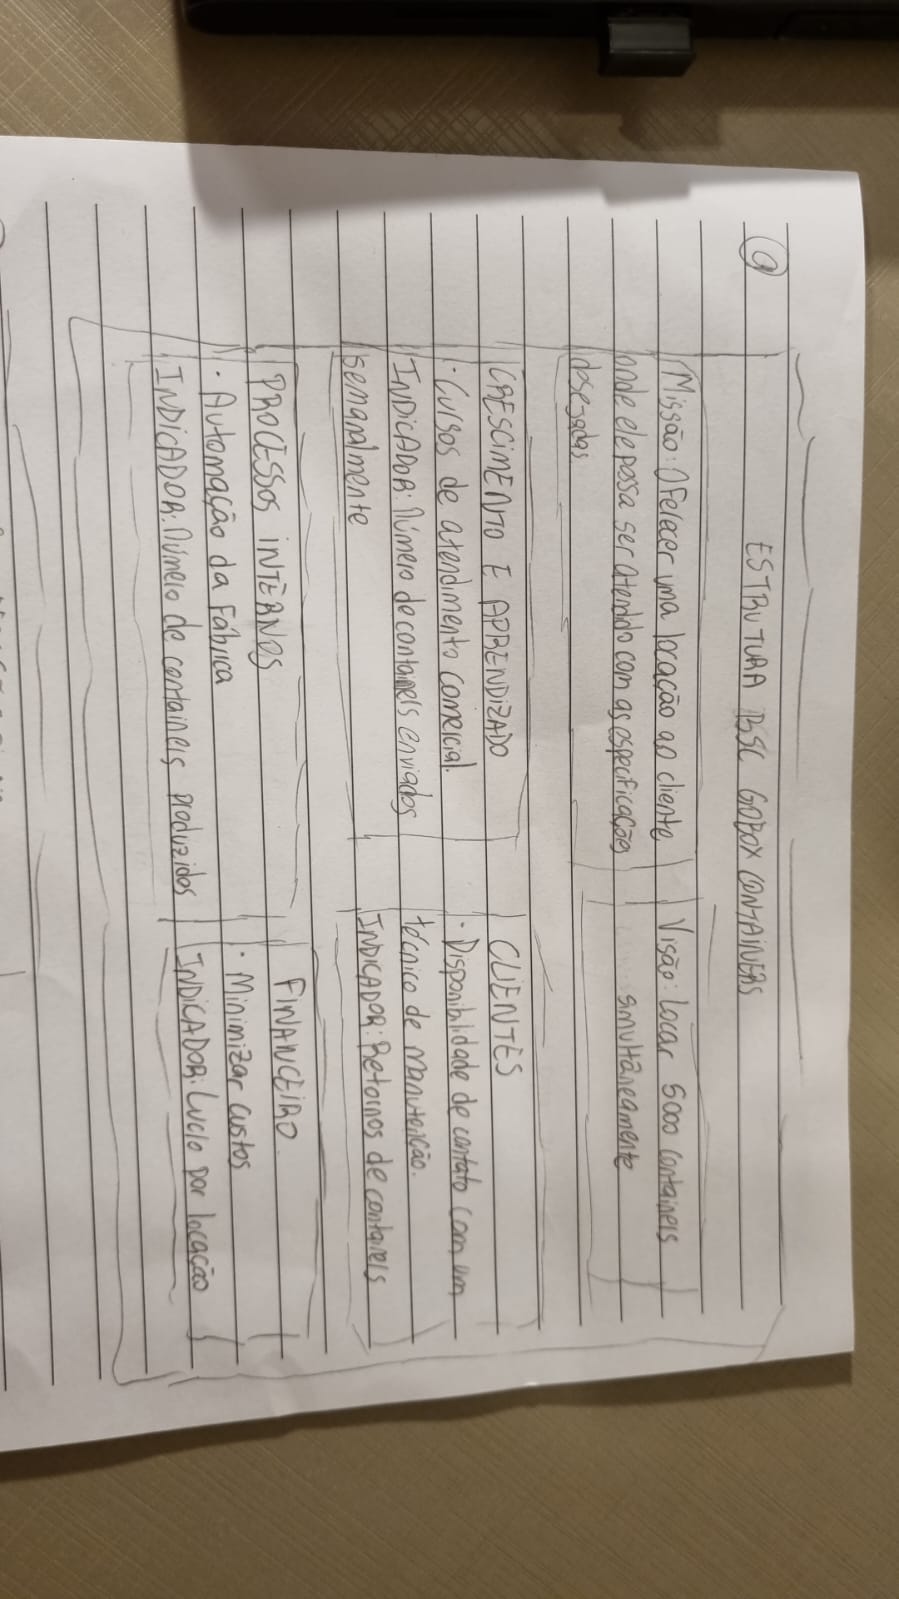 a
ESTRUTURA BSC GOBOX CONTAINERS
Missão: Oferecer uma locação ao cliente
onde ele possa ser atendido com as especificações
desejadas
Visão: Locar 5000 containers
simultâneamente
CRESCIMENTO E APRENDIZADO
· Cursos de atendimento comercial.
INDICADOR: Número de containers enviados
semanalmente
CLIENTES
· Disponibilidade de contato com um
técnico de manutenção.
INDICADOR: Retornos de containers
PROCESSOS INTERNOS
· Automação da Fábrica
INDICADOR: Número de containers produzidos
FINANCEIRO
· Minimizar custos
INDICADOR: Lucro por locação